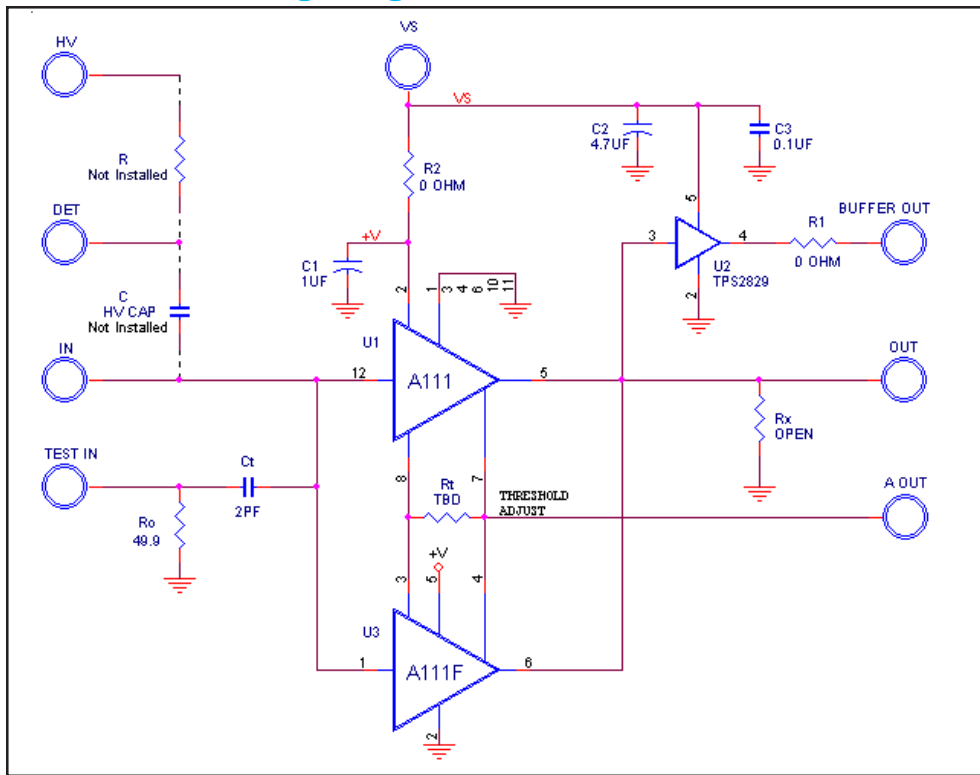 HV
VS
VS
C2
4.7UF
C3
0.1UF
R
Not Installed
R2
0 OHM
DET
5
BUFFER OUT
R1
0 OHM
3
4
U2
TPS2829
2
+V
C1
1UF
2
1
3
4
6
10
11
C
HV CAP
Not Installed
IN
U1
12
A111
5
OUT
Rx
OPEN
TEST IN
Ct
2PF
8
Rt
TBD
7
THRESHOLD
ADJUST
A OUT
Ro
49.9
+V
3
5
4
U3
1
A111F
6
2